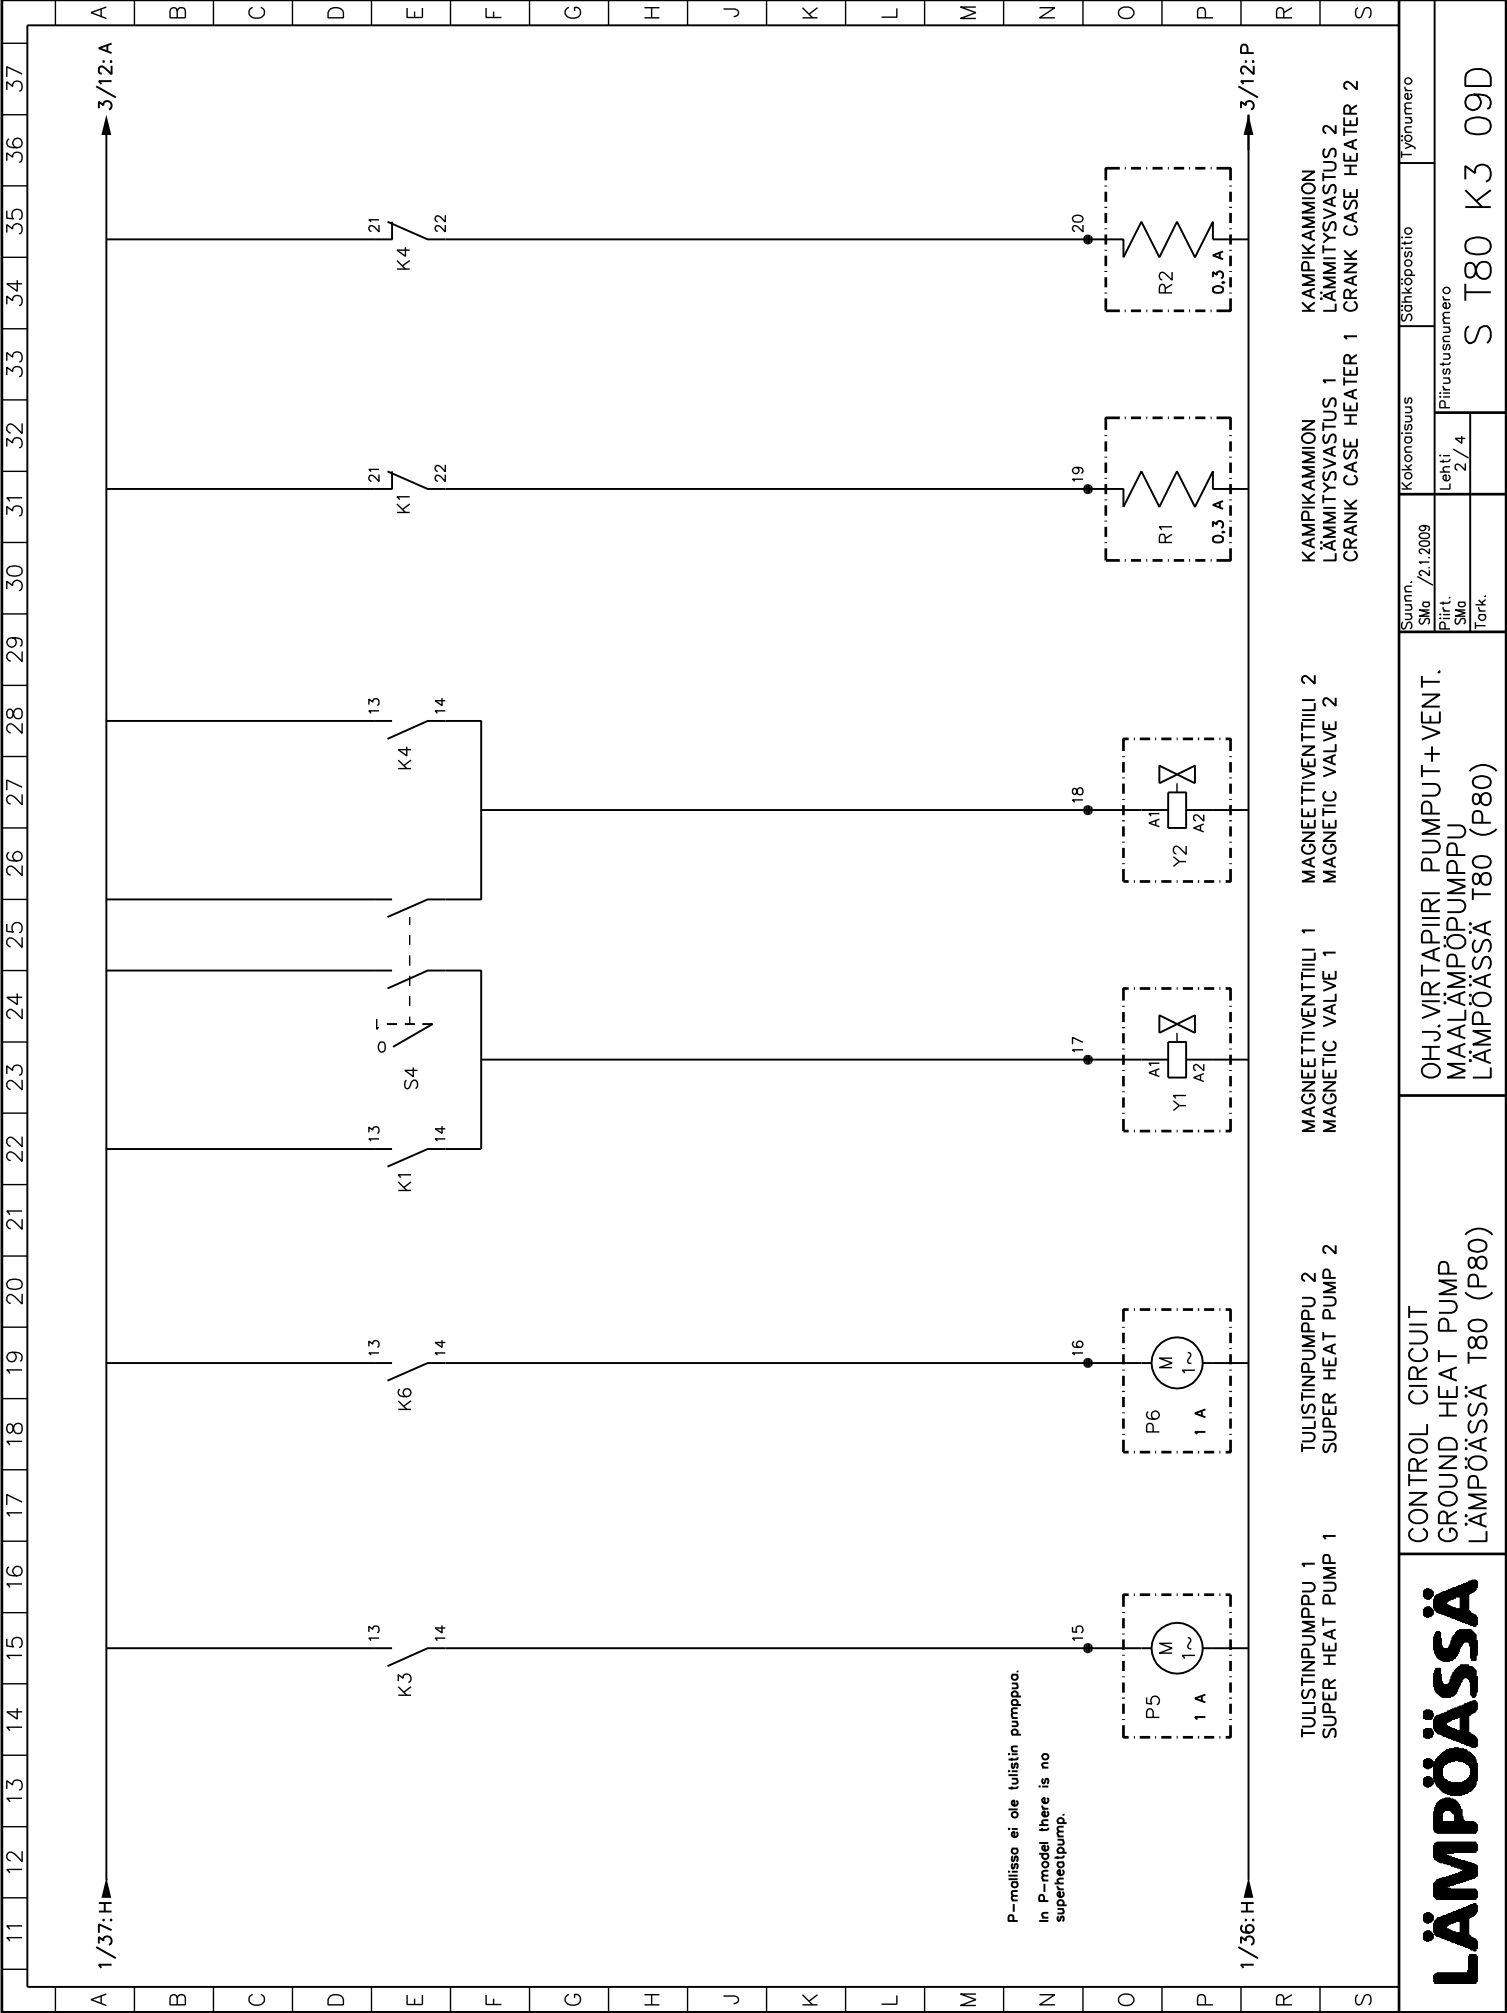 11 12 13 14 15 16 17 18 19 20 21 22 23 24 25 26 27 28 29 30 31 32 33 34 35 36 37
A A
B B
C C
D D
E E
F F
G G
H H
J J
K K
L L
M M
N N
O O
P P
R R
S S
1/37:H
3/12:A
13 13 13 13 21 21
K3 K6 K1 S4 0 1 K4 K1 K4
14 14 14 14 22 22
P-mallissa ei ole tulistin pumppua.
In P-model there is no
superheatpump.
15 16 17 18 19 20
P5 M 1~ 1 A
P6 M 1~ 1 A
Y1 A1 A2
Y2 A1 A2
R1 0,3 A
R2 0,3 A
1/36:H
3/12:P
TULISTINPUMPPU 1
SUPER HEAT PUMP 1
TULISTINPUMPPU 2
SUPER HEAT PUMP 2
MAGNEETTIVENTTIILI 1
MAGNETIC VALVE 1
MAGNEETTIVENTTIILI 2
MAGNETIC VALVE 2
KAMPIKAMMION
LÄMMITYSVASTUS 1
CRANK CASE HEATER 1
KAMPIKAMMION
LÄMMITYSVASTUS 2
CRANK CASE HEATER 2
LÄMPÖÄSSÄ
CONTROL CIRCUIT
GROUND HEAT PUMP
LÄMPÖÄSSÄ T80 (P80)
OHJ.VIRTAPIIRI PUMPUT+VENT.
MAALÄMPÖPUMPPU
LÄMPÖÄSSÄ T80 (P80)
Suunn.
SMa /2.1.2009
Piirt.
SMa
Tark.
Kokonaisuus
Sähköpositio
Työnumero
Lehti
2/4
Piirustusnumero
S T80 K3 09D